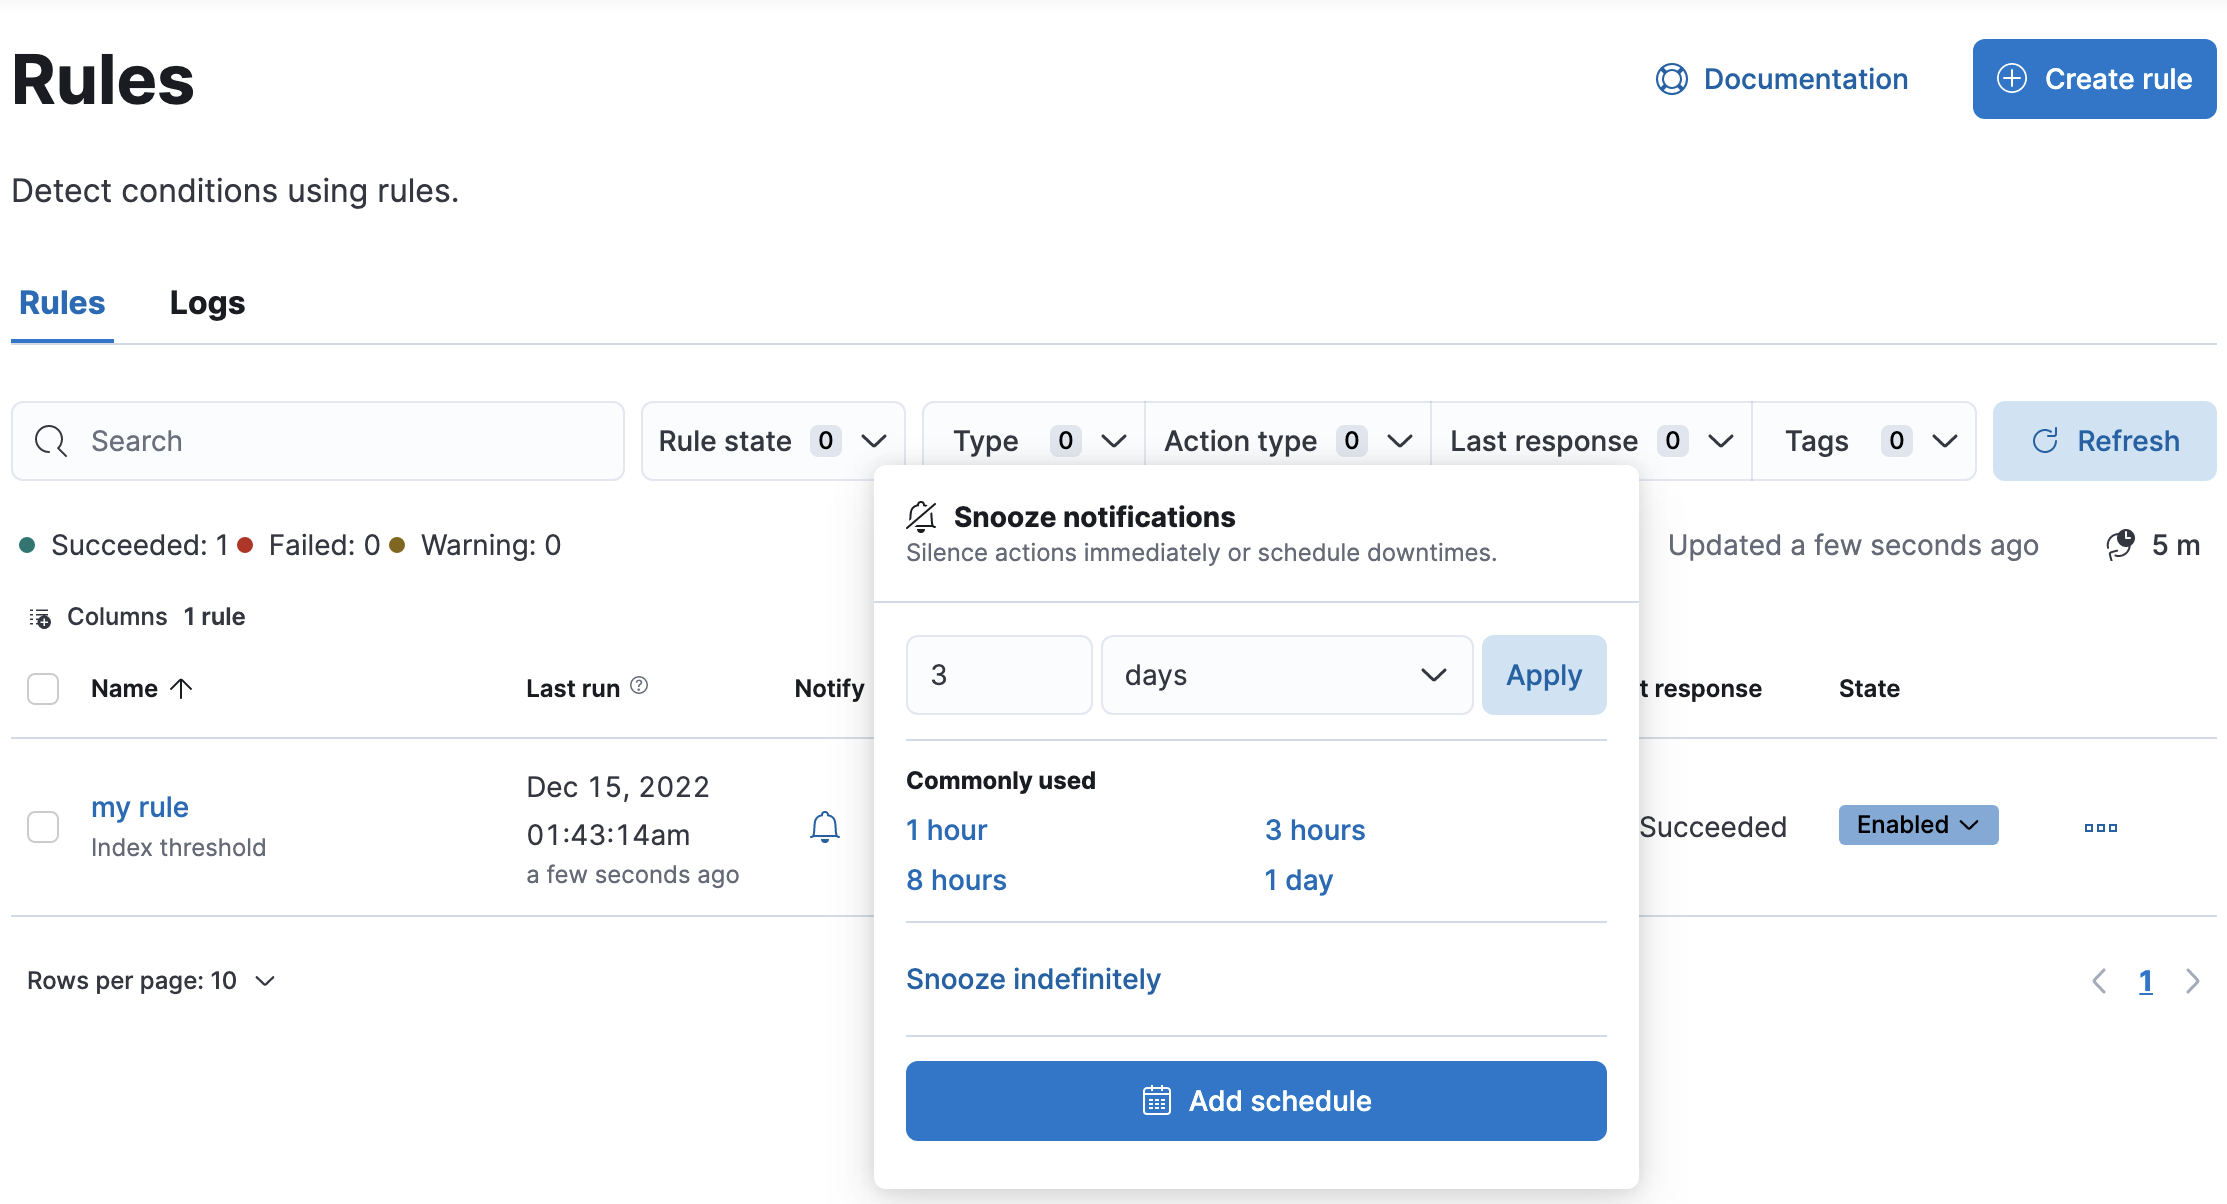 Rules
Documentation
Create rule
Detect conditions using rules.
Rules Logs
Search
Rule state 0
Type 0
Action type 0
Last response 0
Tags 0
Refresh
Succeeded: 1 Failed: 0 Warning: 0
Updated a few seconds ago
5 m
Columns 1 rule
Name Last run Notify t response State
my rule
Index threshold
Dec 15, 2022
01:43:14am
a few seconds ago
Succeeded
Enabled
Snooze notifications
Silence actions immediately or schedule downtimes.
3 days Apply
Commonly used
1 hour 3 hours
8 hours 1 day
Snooze indefinitely
Add schedule
Rows per page: 10
1